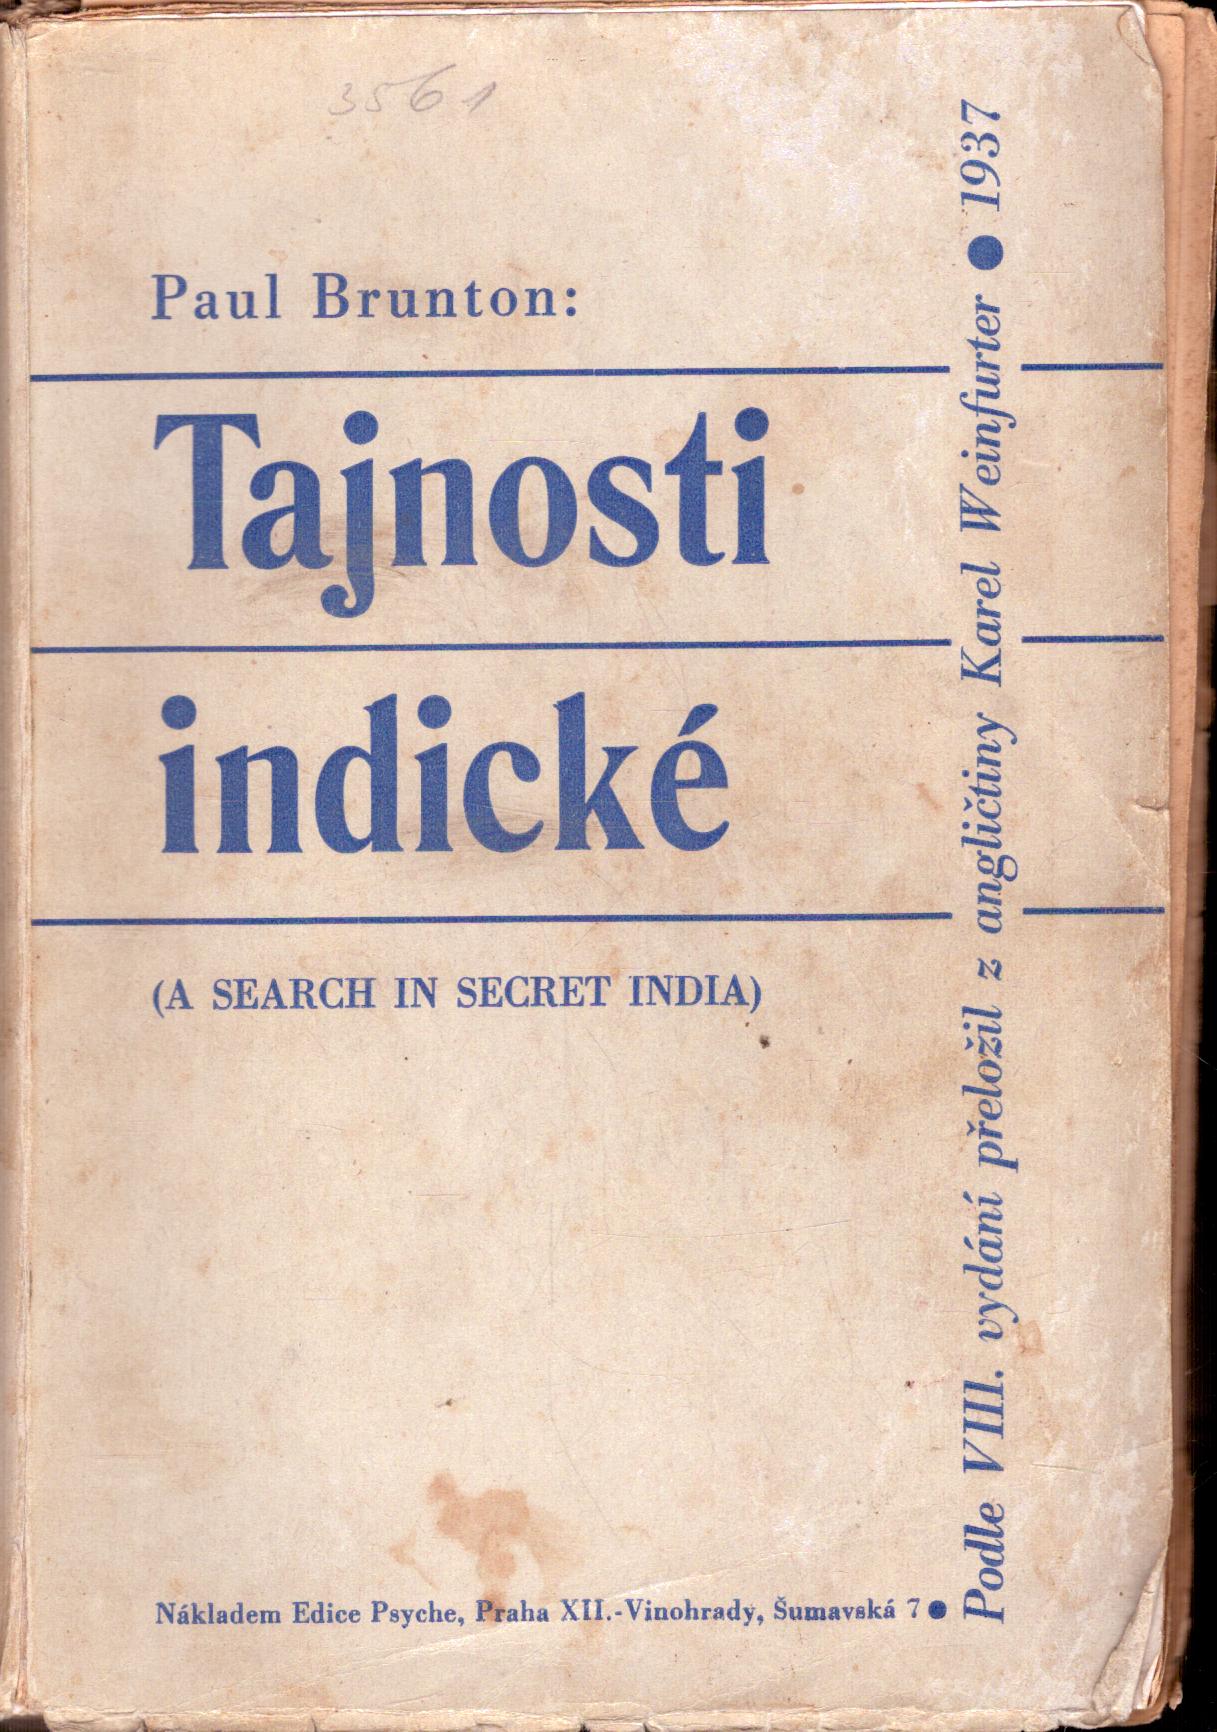 3561
Paul Brunton:
Tajnosti
indické
(A SEARCH IN SECRET INDIA)
Nákladem Edice Psyche, Praha XII.-Vinohrady, Šumavská 7 ●
Podle VIII. vydání přeložil z angličtiny Karel Weinfurter ● 1937